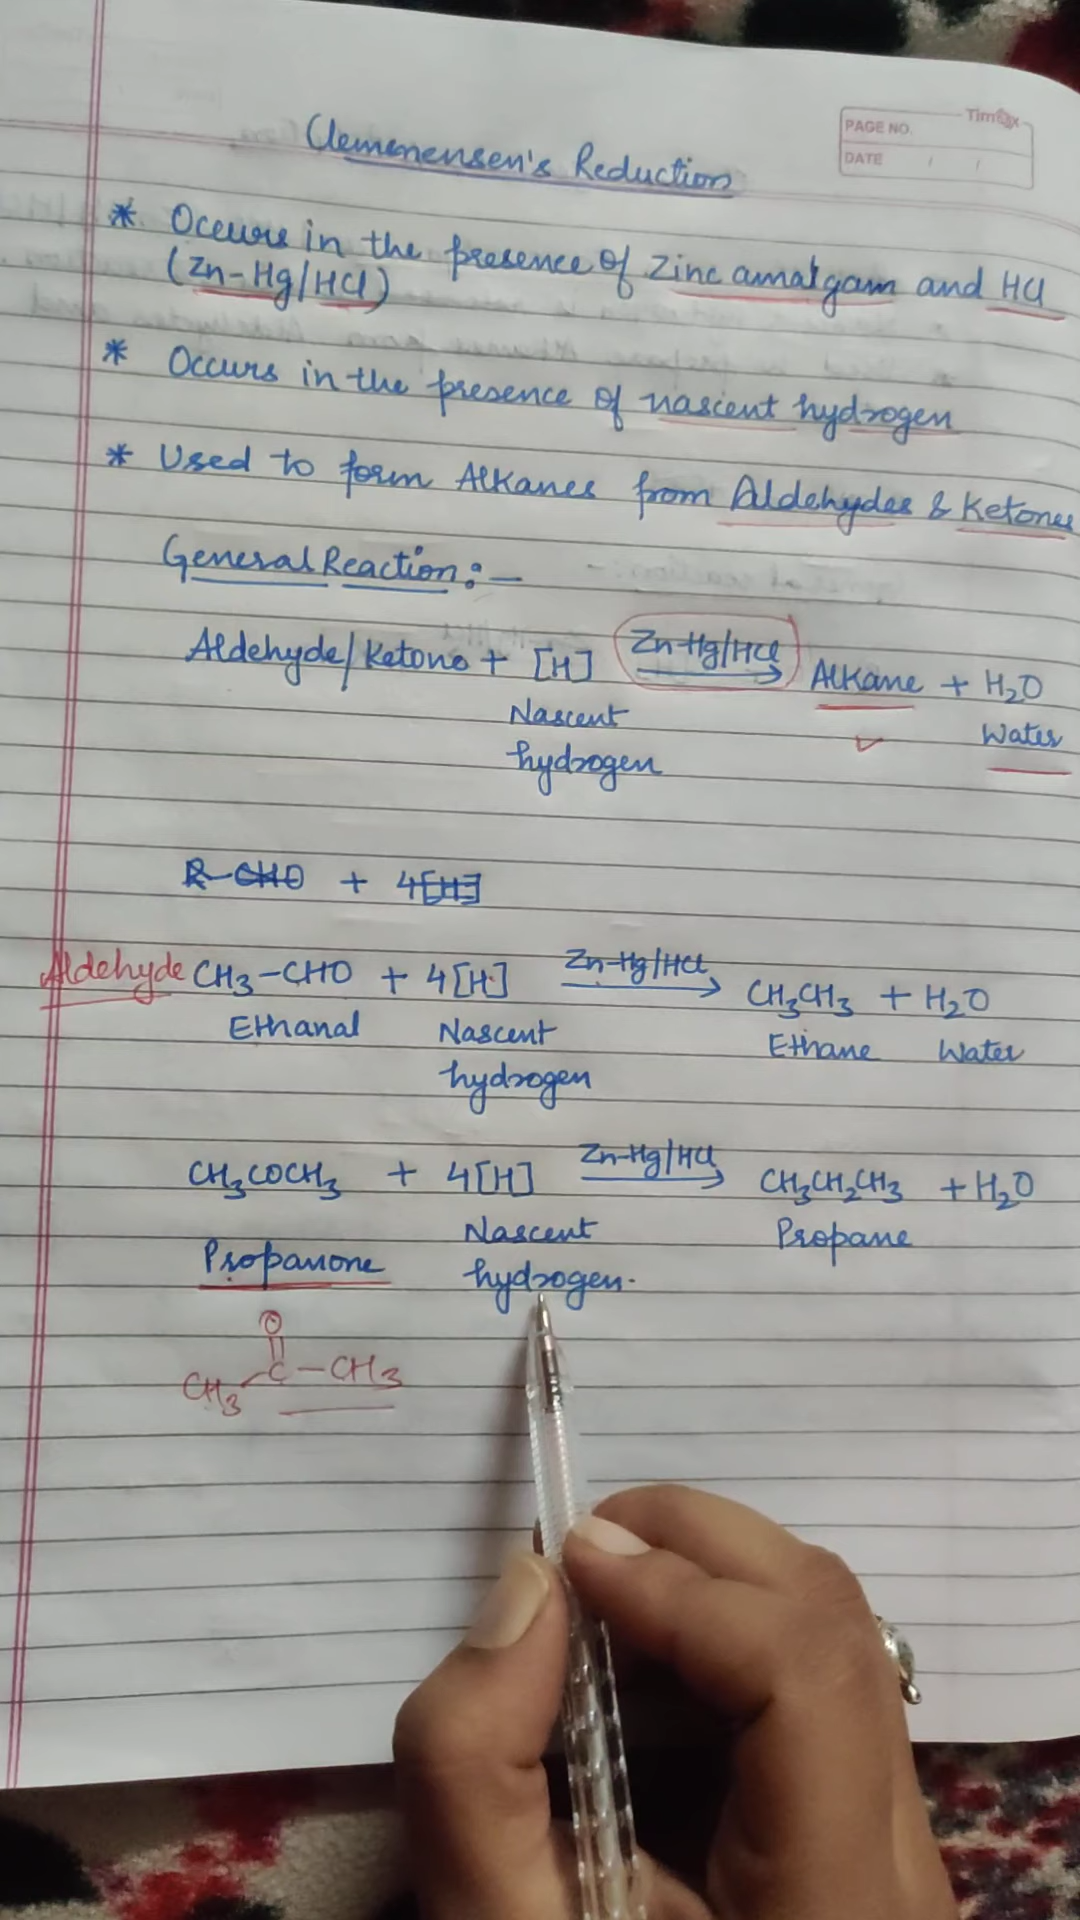 Timex
PAGE NO.
DATE / /
Clemenensen's Reduction
* Occurs in the presence of Zinc amalgam and HCl
(Zn-Hg/HCl)
* Occurs in the presence of nascent hydrogen
* Used to form Alkanes from Aldehydes & Ketones
General Reaction:-
Aldehyde/Ketone + [H] Zn-Hg/HCl → Alkane + H₂O
Nascent Water
hydrogen
R-CHO + 4[H]
Aldehyde CH₃-CHO + 4[H] Zn-Hg/HCl → CH₃CH₃ + H₂O
Ethanal Nascent Ethane Water
hydrogen
CH₃COCH₃ + 4[H] Zn-Hg/HCl → CH₃CH₂CH₃ + H₂O
Propanone Nascent Propane
hydrogen.
O
CH₃-C-CH₃